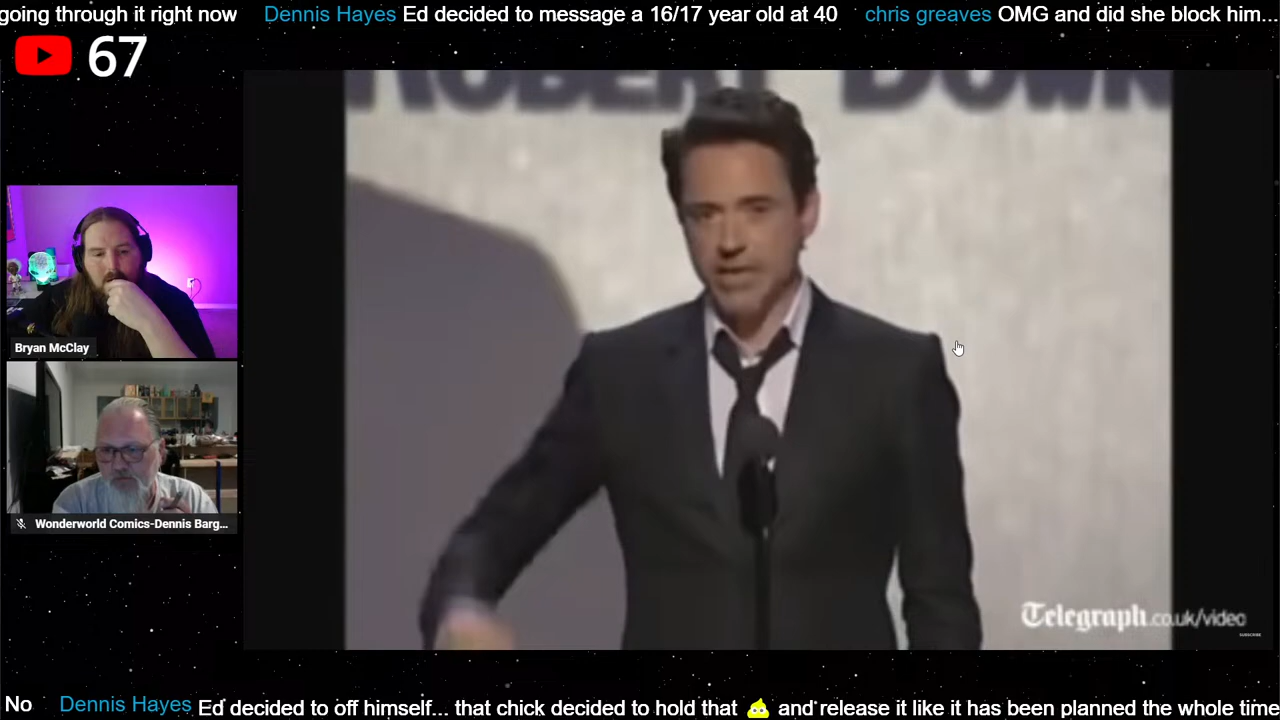 going through it right now Dennis Hayes Ed decided to message a 16/17 year old at 40 chris greaves OMG and did she block him...
67
ROBERT DOWN
Bryan McClay
Wonderworld Comics-Dennis Barg...
Telegraph.co.uk/video
SUBSCRIBE
No Dennis Hayes Ed decided to off himself... that chick decided to hold that 💩 and release it like it has been planned the whole time